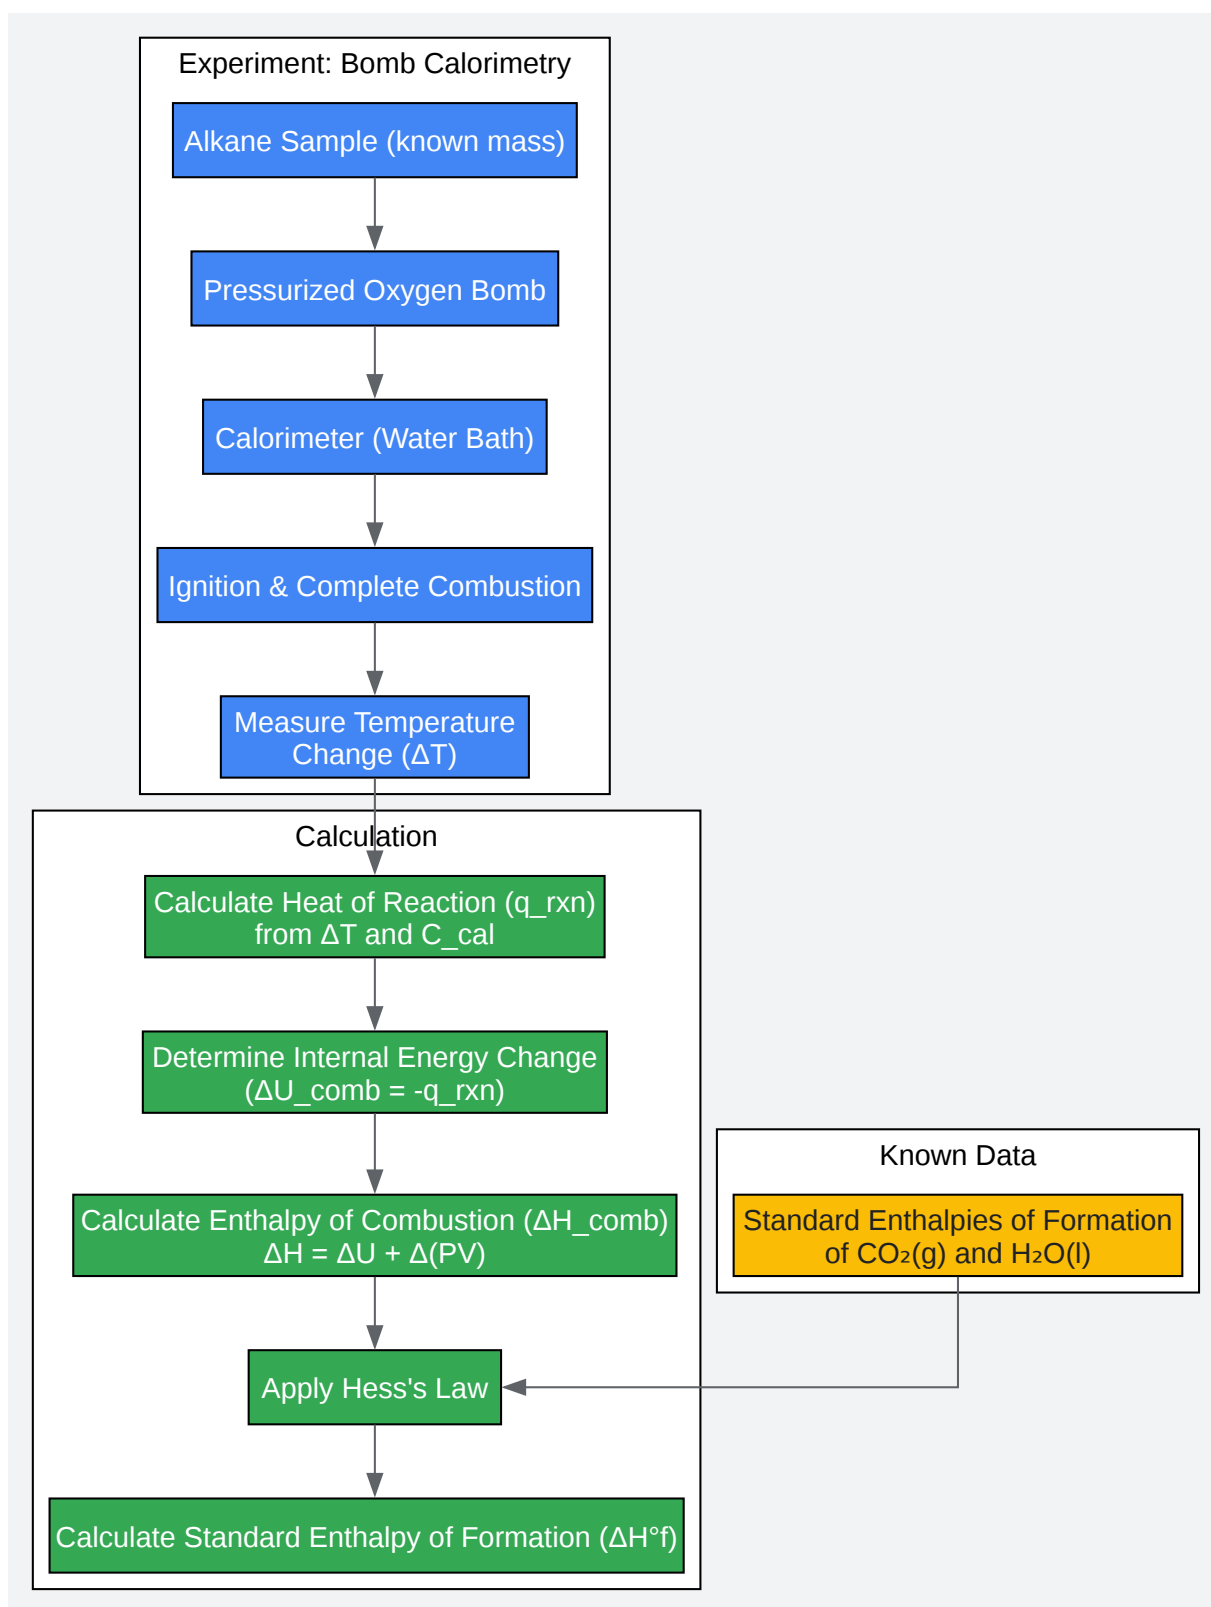 Experiment: Bomb Calorimetry
Alkane Sample (known mass)
Pressurized Oxygen Bomb
Calorimeter (Water Bath)
Ignition & Complete Combustion
Measure Temperature
Change (ΔT)
Calculation
Calculate Heat of Reaction (q_rxn)
from ΔT and C_cal
Determine Internal Energy Change
(ΔU_comb = -q_rxn)
Calculate Enthalpy of Combustion (ΔH_comb)
ΔH = ΔU + Δ(PV)
Known Data
Standard Enthalpies of Formation
of CO₂(g) and H₂O(l)
Apply Hess's Law
Calculate Standard Enthalpy of Formation (ΔH°f)